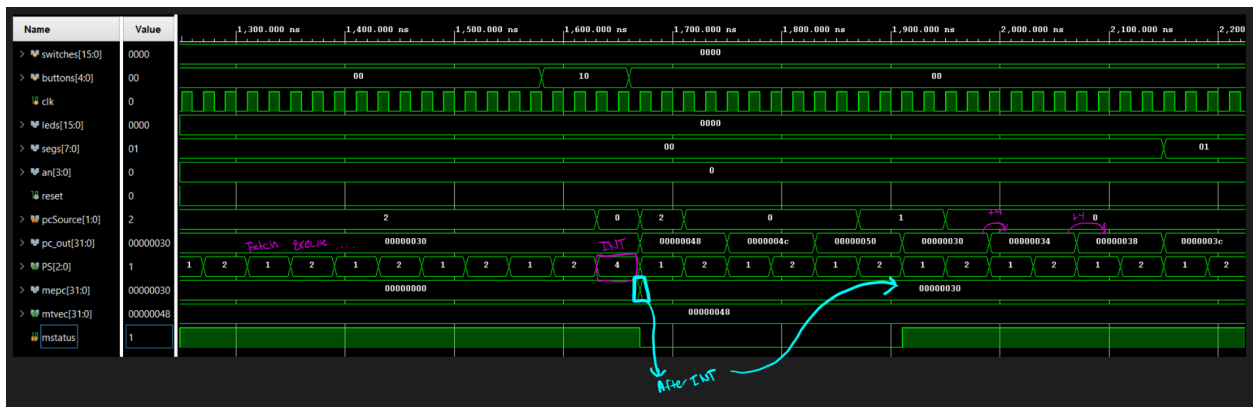 Name Value 1,300.000 ns 1,400.000 ns 1,500.000 ns 1,600.000 ns 1,700.000 ns 1,800.000 ns 1,900.000 ns 2,000.000 ns 2,100.000 ns 2,200
switches[15:0] 0000 0000
buttons[4:0] 00 00 10 00
clk 0
leds[15:0] 0000 0000
segs[7:0] 01 00 01
an[3:0] 0 0
reset 0
pcSource[1:0] 2 2 0 2 0 1 +4 +4 0
pc_out[31:0] 00000030 Fetch execute ..... 00000030 INT 00000048 0000004c 00000050 00000030 00000034 00000038 0000003c
PS[2:0] 1 1 2 1 2 1 2 1 2 1 2 4 1 2 1 2 1 2 1 2 1 2 1 2 1 2
mepc[31:0] 00000030 00000000 00000030
mtvec[31:0] 00000048 00000048
mstatus 1
After INT